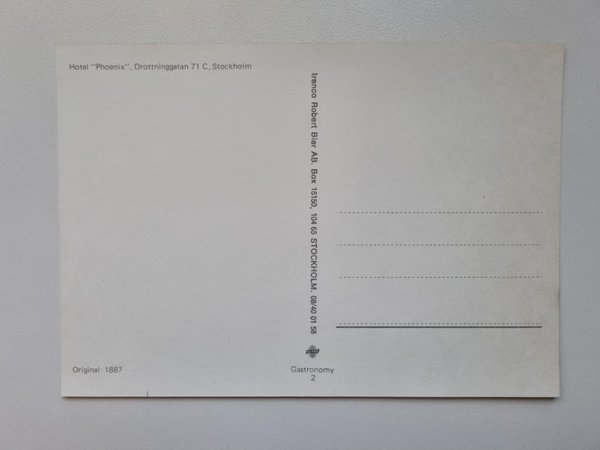 Hotel "Phoenix", Drottninggatan 71 C, Stockholm
Irenco Robert Bier AB. Box 15150, 104 65 STOCKHOLM. 08/40 01 58
Original: 1887
Gastronomy
2